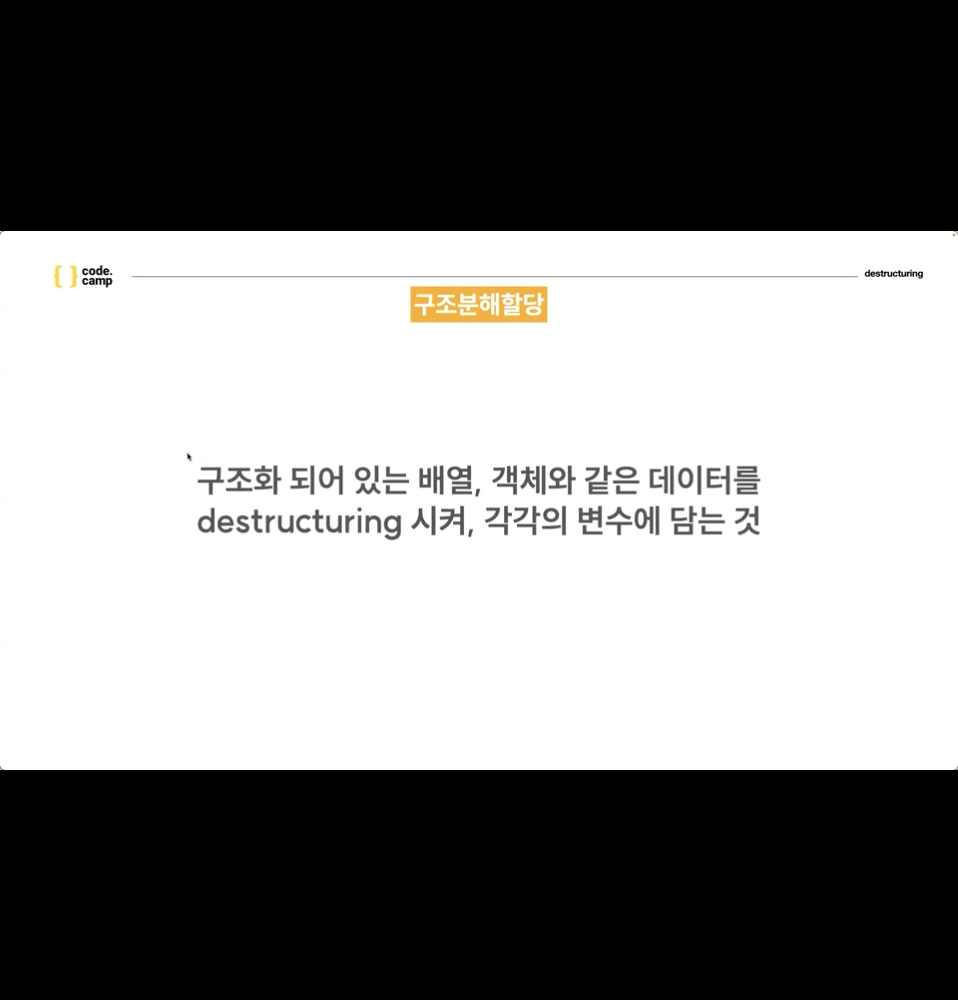 { } code.
camp
destructuring
구조분해할당
구조화 되어 있는 배열, 객체와 같은 데이터를
destructuring 시켜, 각각의 변수에 담는 것